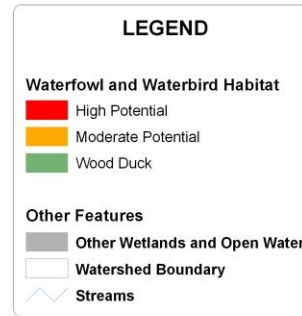 LEGEND
Waterfowl and Waterbird Habitat
High Potential
Moderate Potential
Wood Duck
Other Features
Other Wetlands and Open Water
Watershed Boundary
Streams